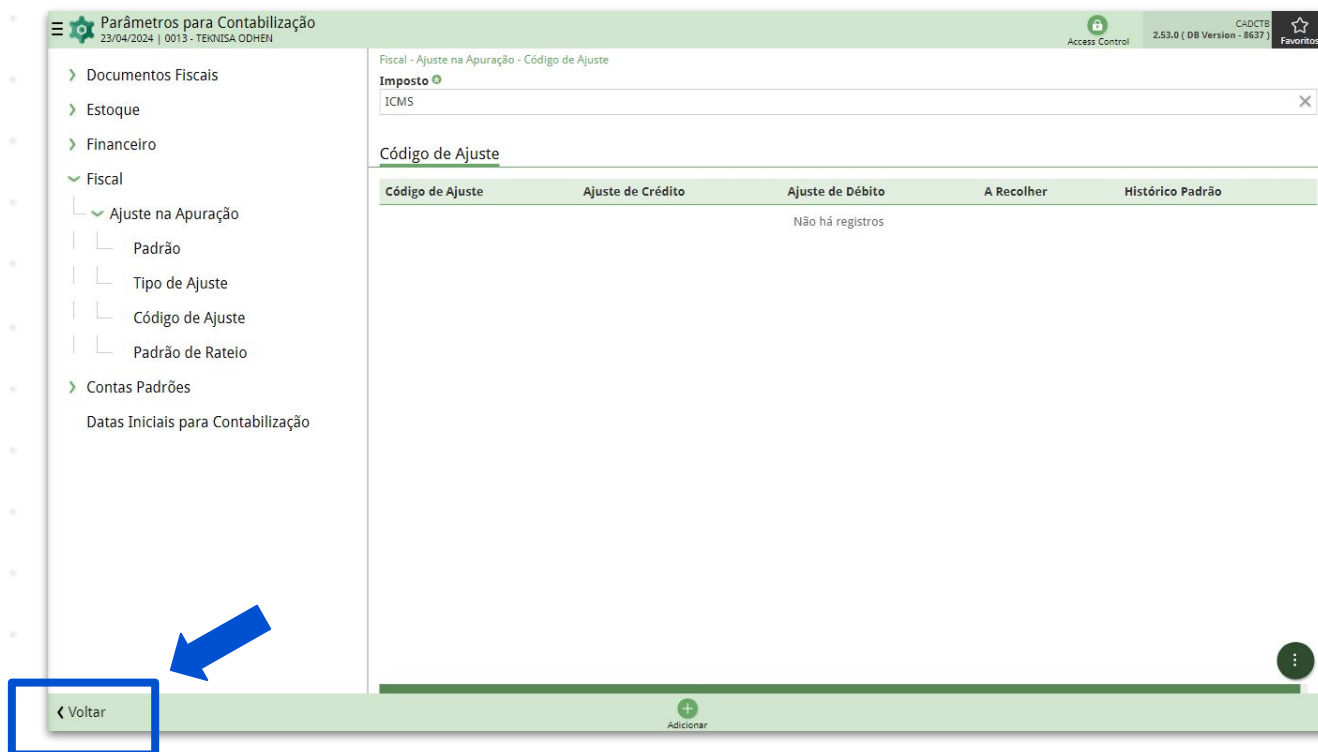 Parâmetros para Contabilização
23/04/2024 | 0013 - TEKNISA ODHEN
Access Control
CADCTB
2.53.0 ( DB Version - 8637 )
Favoritos
Documentos Fiscais
Estoque
Financeiro
Fiscal
Ajuste na Apuração
Padrão
Tipo de Ajuste
Código de Ajuste
Padrão de Rateio
Contas Padrões
Datas Iniciais para Contabilização
Fiscal - Ajuste na Apuração - Código de Ajuste
Imposto
ICMS
Código de Ajuste
Código de Ajuste Ajuste de Crédito Ajuste de Débito A Recolher Histórico Padrão
Não há registros
Voltar
Adicionar